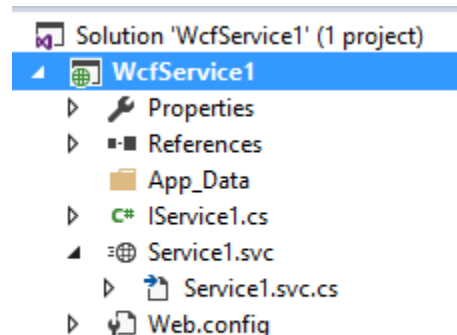 Solution 'WcfService1' (1 project)
WcfService1
Properties
References
App_Data
C# IService1.cs
Service1.svc
Service1.svc.cs
Web.config